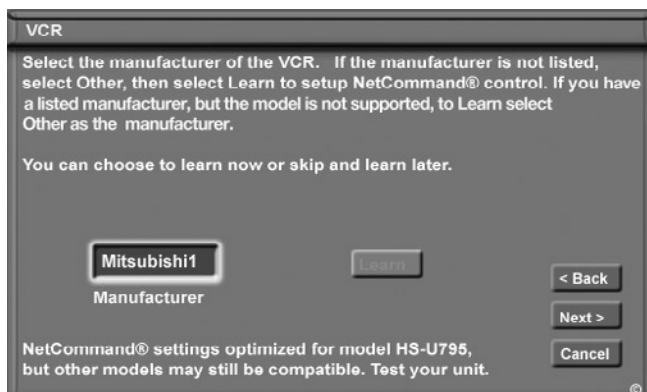 VCR
Select the manufacturer of the VCR. If the manufacturer is not listed,
select Other, then select Learn to setup NetCommand® control. If you have
a listed manufacturer, but the model is not supported, to Learn select
Other as the manufacturer.
You can choose to learn now or skip and learn later.
Mitsubishi1
Learn
Manufacturer
< Back
Next >
NetCommand® settings optimized for model HS-U795,
but other models may still be compatible. Test your unit.
Cancel
©